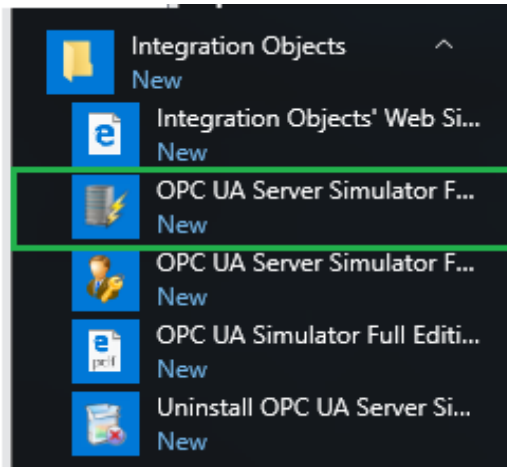 Integration Objects
New
Integration Objects' Web Si...
New
OPC UA Server Simulator F...
New
OPC UA Server Simulator F...
New
pdf
OPC UA Simulator Full Editi...
New
Uninstall OPC UA Server Si...
New